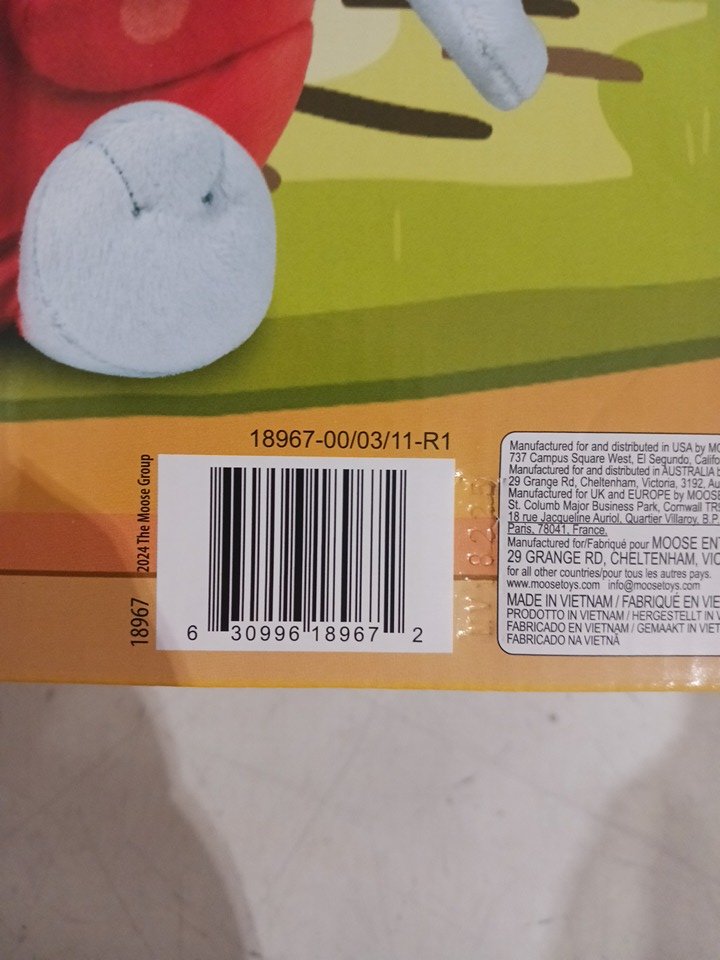 18967-00/03/11-R1
2024 The Moose Group
18967
6 30996 18967 2
Manufactured for and distributed in USA by
737 Campus Square West, El Segundo,
Manufactured for and distributed in AUSTRALIA
29 Grange Rd, Cheltenham, Victoria, 3192,
Manufactured for UK and EUROPE by MOOSE
St. Columb Major Business Park, Cornwall
18 rue Jacqueline Auriol, Quartier Villaroy, B.P.
Paris, 78041, France.
Manufactured for/Fabriqué pour MOOSE
29 GRANGE RD, CHELTENHAM,
for all other countries/pour tous les autres pays.
www.moosetoys.com info@moosetoys.com
MADE IN VIETNAM / FABRIQUÉ EN
PRODOTTO IN VIETNAM / HERGESTELLT IN
FABRICADO EN VIETNAM / GEMAAKT IN
FABRICADO NA VIETNÃ